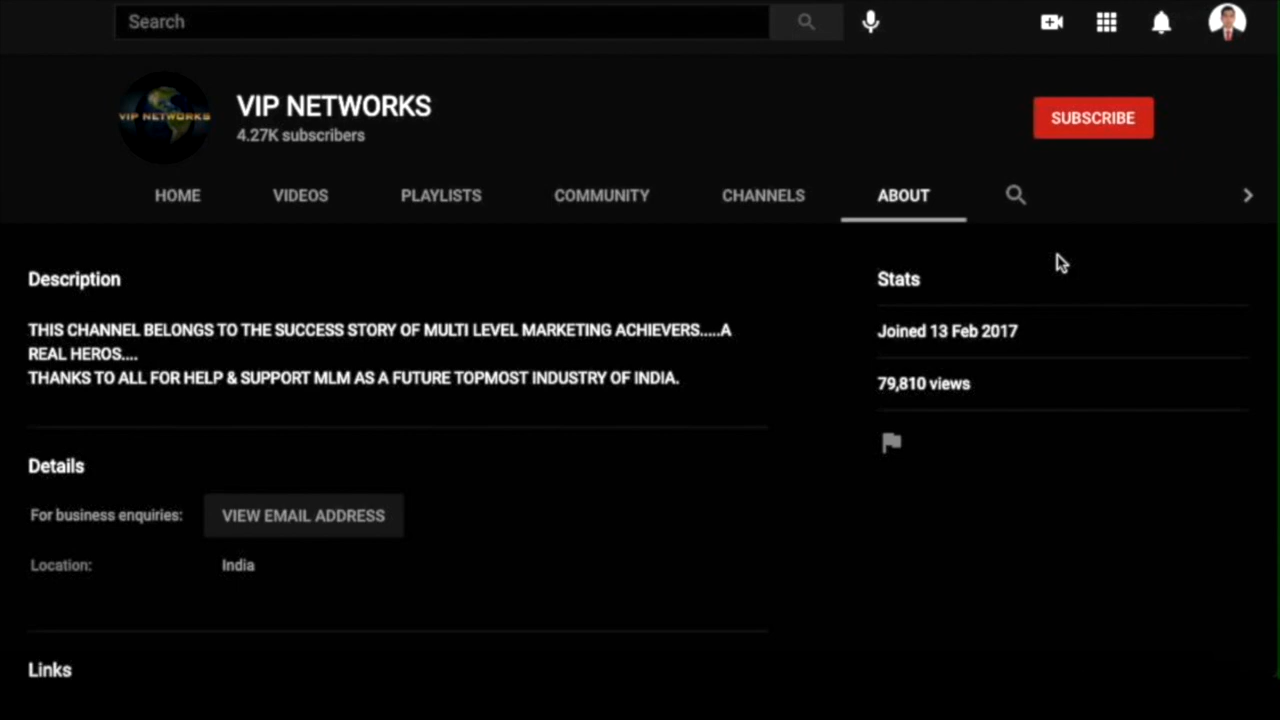 Search
VIP NETWORKS
VIP NETWORKS
4.27K subscribers
SUBSCRIBE
HOME VIDEOS PLAYLISTS COMMUNITY CHANNELS ABOUT
Description
THIS CHANNEL BELONGS TO THE SUCCESS STORY OF MULTI LEVEL MARKETING ACHIEVERS.....A
REAL HEROS....
THANKS TO ALL FOR HELP & SUPPORT MLM AS A FUTURE TOPMOST INDUSTRY OF INDIA.
Stats
Joined 13 Feb 2017
79,810 views
Details
For business enquiries: VIEW EMAIL ADDRESS
Location: India
Links